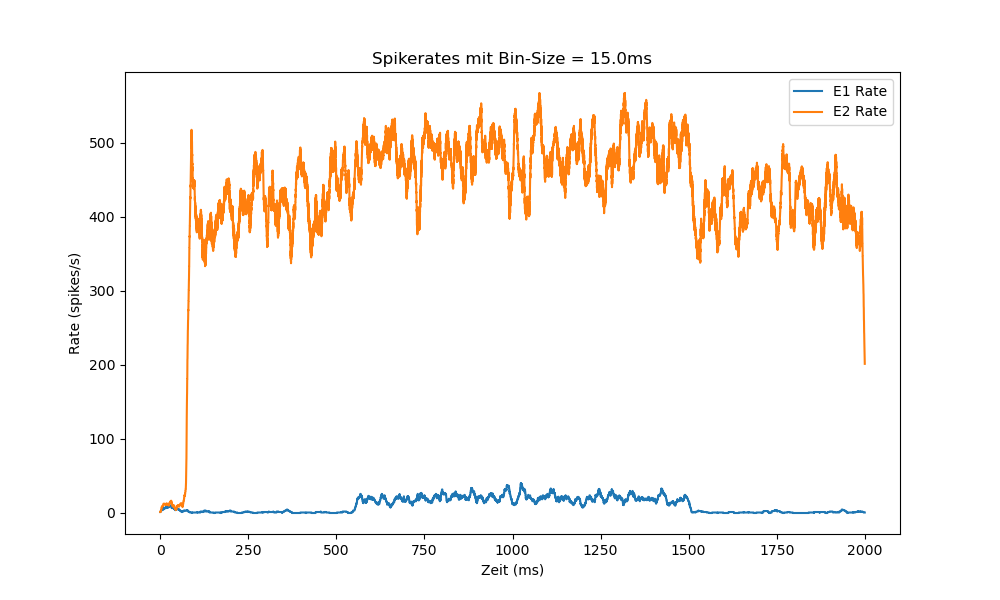 Spikerates mit Bin-Size = 15.0ms
E1 Rate
E2 Rate
500
400
300
200
100
0
Rate (spikes/s)
0 250 500 750 1000 1250 1500 1750 2000
Zeit (ms)